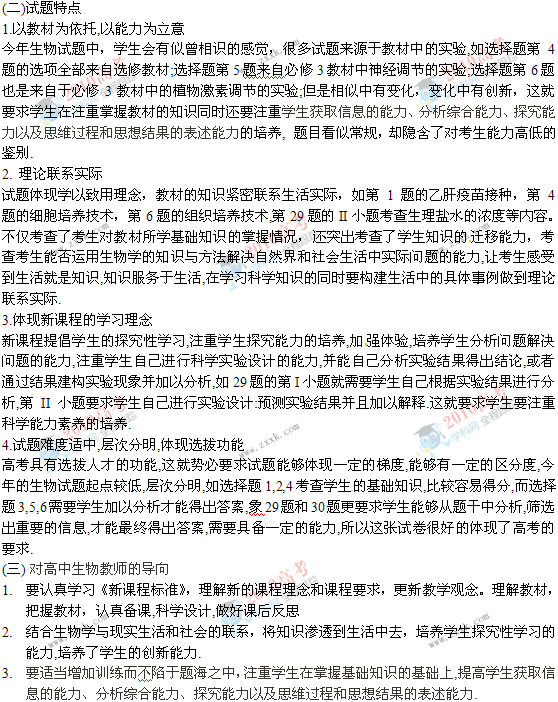 (二)试题特点
1.以教材为依托,以能力为立意
今年生物试题中，学生会有似曾相识的感觉，很多试题来源于教材中的实验,如选择题第 4
题的选项全部来自选修教材;选择题第5题来自必修3教材中神经调节的实验;选择题第6题
也是来自于必修 3 教材中的植物激素调节的实验;但是相似中有变化，变化中有创新，这就
要求学生在注重掌握教材的知识同时还要注重学生获取信息的能力、分析综合能力、探究能
力以及思维过程和思想结果的表述能力的培养, 题目看似常规, 却隐含了对考生能力高低的
鉴别.
2. 理论联系实际
试题体现学以致用理念，教材的知识紧密联系生活实际，如第 1 题的乙肝疫苗接种，第 4
题的细胞培养技术，第 6 题的组织培养技术,第 29 题的 II 小题考查生理盐水的浓度等内容。
不仅考查了考生对教材所学基础知识的掌握情况，还突出考查了学生知识的迁移能力，考
查考生能否运用生物学的知识与方法解决自然界和社会生活中实际问题的能力,让考生感受
到生活就是知识,知识服务于生活,在学习科学知识的同时要构建生活中的具体事例做到理论
联系实际.
3.体现新课程的学习理念
新课程提倡学生的探究性学习,注重学生探究能力的培养,加强体验,培养学生分析问题解决
问题的能力,注重学生自己进行科学实验设计的能力,并能自己分析实验结果得出结论,或者
通过结果建构实验现象并加以分析,如 29题的第I小题就需要学生自己根据实验结果进行分
析,第 II 小题要求学生自己进行实验设计.预测实验结果并且加以解释.这就要求学生要注重
科学能力素养的培养.
4.试题难度适中,层次分明,体现选拔功能
高考具有选拔人才的功能,这就势必要求试题能够体现一定的梯度,能够有一定的区分度,今
年的生物试题起点较低,层次分明,如选择题1,2,4考查学生的基础知识,比较容易得分,而选择
题3,5,6需要学生加以分析才能得出答案,象29题和30题更要求学生能够从题干中分析,筛选
出重要的信息,才能最终得出答案,需要具备一定的能力,所以这张试卷很好的体现了高考的
要求.
(三) 对高中生物教师的导向
1. 要认真学习《新课程标准》，理解新的课程理念和课程要求，更新教学观念。理解教材，
把握教材，认真备课,科学设计,做好课后反思
2. 结合生物学与现实生活和社会的联系，将知识渗透到生活中去，培养学生探究性学习的
能力,培养了学生的创新能力.
3. 要适当增加训练而不陷于题海之中,注重学生在掌握基础知识的基础上,提高学生获取信
息的能力、分析综合能力、探究能力以及思维过程和思想结果的表述能力.